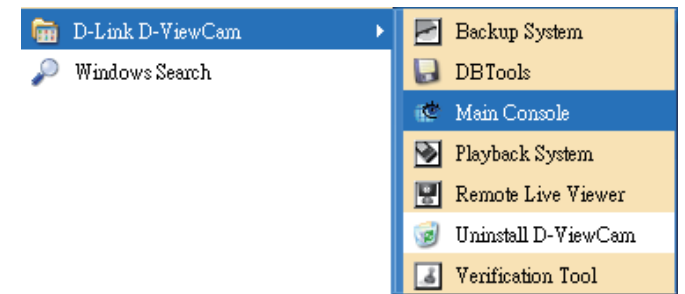 D-Link D-ViewCam
Windows Search
Backup System
DBTools
Main Console
Playback System
Remote Live Viewer
Uninstall D-ViewCam
Verification Tool